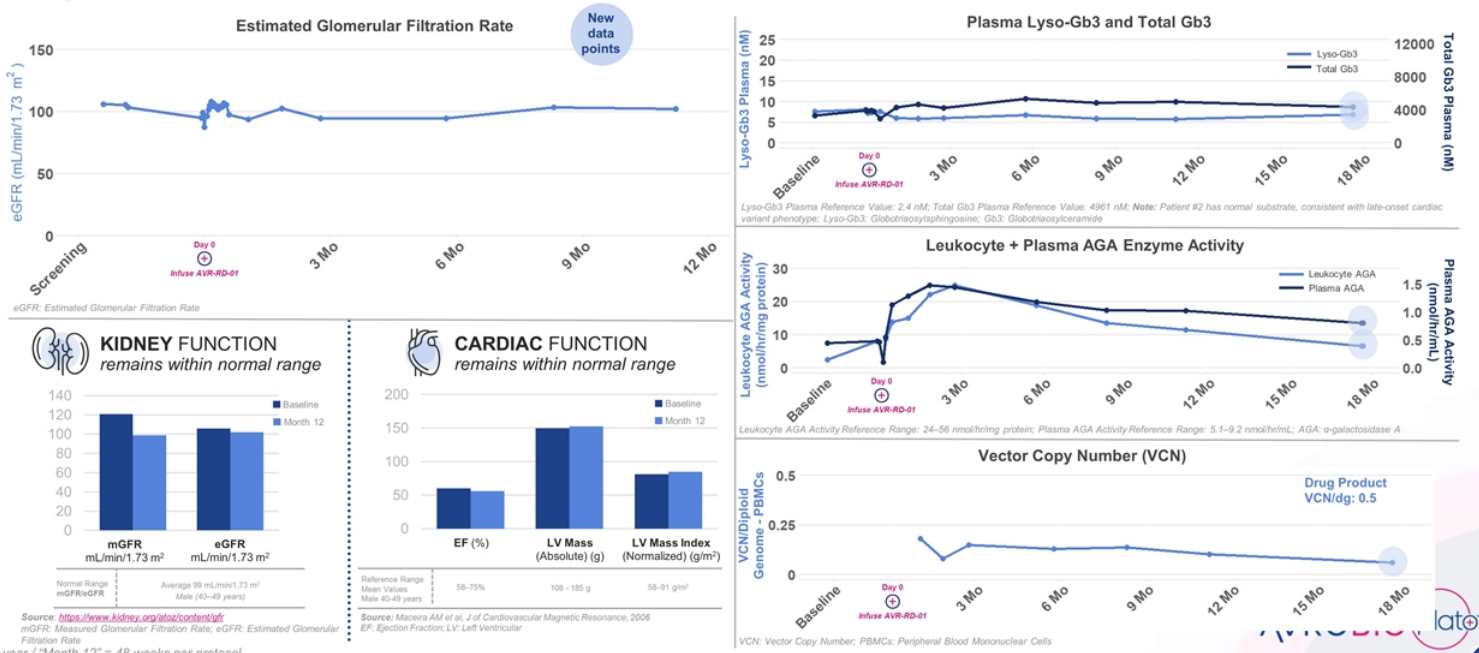 Estimated Glomerular Filtration Rate
New
data
points
eGFR (mL/min/1.73 m²)
150
100
50
0
Screening
Day 0
Infuse AVR-RD-01
3 Mo
6 Mo
9 Mo
12 Mo
eGFR: Estimated Glomerular Filtration Rate
KIDNEY FUNCTION
remains within normal range
140
120
100
80
60
40
20
0
Baseline
Month 12
mGFR
mL/min/1.73 m²
eGFR
mL/min/1.73 m²
Normal Range
mGFR/eGFR
Average 99 mL/min/1.73 m²
Male (40–49 years)
Source: https://www.kidney.org/atoz/content/gfr
mGFR: Measured Glomerular Filtration Rate; eGFR: Estimated Glomerular
Filtration Rate
year / "Month 12" = 48 weeks per protocol
CARDIAC FUNCTION
remains within normal range
200
150
100
50
0
Baseline
Month 12
EF (%)
LV Mass
(Absolute) (g)
LV Mass Index
(Normalized) (g/m²)
Reference Range
Mean Values
Male 40-49 years
58–75%
108 - 185 g
58–91 g/m²
Source: Maceira AM et al, J of Cardiovascular Magnetic Resonance, 2006
EF: Ejection Fraction; LV: Left Ventricular
Plasma Lyso-Gb3 and Total Gb3
Lyso-Gb3 Plasma (nM)
25
20
15
10
5
0
Lyso-Gb3
Total Gb3
12000
8000
4000
0
Total Gb3 Plasma (nM)
Baseline
Day 0
Infuse AVR-RD-01
3 Mo
6 Mo
9 Mo
12 Mo
15 Mo
18 Mo
Lyso-Gb3 Plasma Reference Value: 2.4 nM; Total Gb3 Plasma Reference Value: 4961 nM; Note: Patient #2 has normal substrate, consistent with late-onset cardiac
variant phenotype; Lyso-Gb3: Globotriaosylsphingosine; Gb3: Globotriaosylceramide
Leukocyte + Plasma AGA Enzyme Activity
Leukocyte AGA Activity
(nmol/hr/mg protein)
30
20
10
0
Leukocyte AGA
Plasma AGA
1.5
1.0
0.5
0.0
Plasma AGA Activity
(nmol/hr/mL)
Baseline
Day 0
Infuse AVR-RD-01
3 Mo
6 Mo
9 Mo
12 Mo
15 Mo
18 Mo
Leukocyte AGA Activity Reference Range: 24–56 nmol/hr/mg protein; Plasma AGA Activity Reference Range: 5.1–9.2 nmol/hr/mL; AGA: α-galactosidase A
Vector Copy Number (VCN)
VCN/Diploid
Genome - PBMCs
0.5
0.25
0
Drug Product
VCN/dg: 0.5
Baseline
Day 0
Infuse AVR-RD-01
3 Mo
6 Mo
9 Mo
12 Mo
15 Mo
18 Mo
VCN: Vector Copy Number; PBMCs: Peripheral Blood Mononuclear Cells